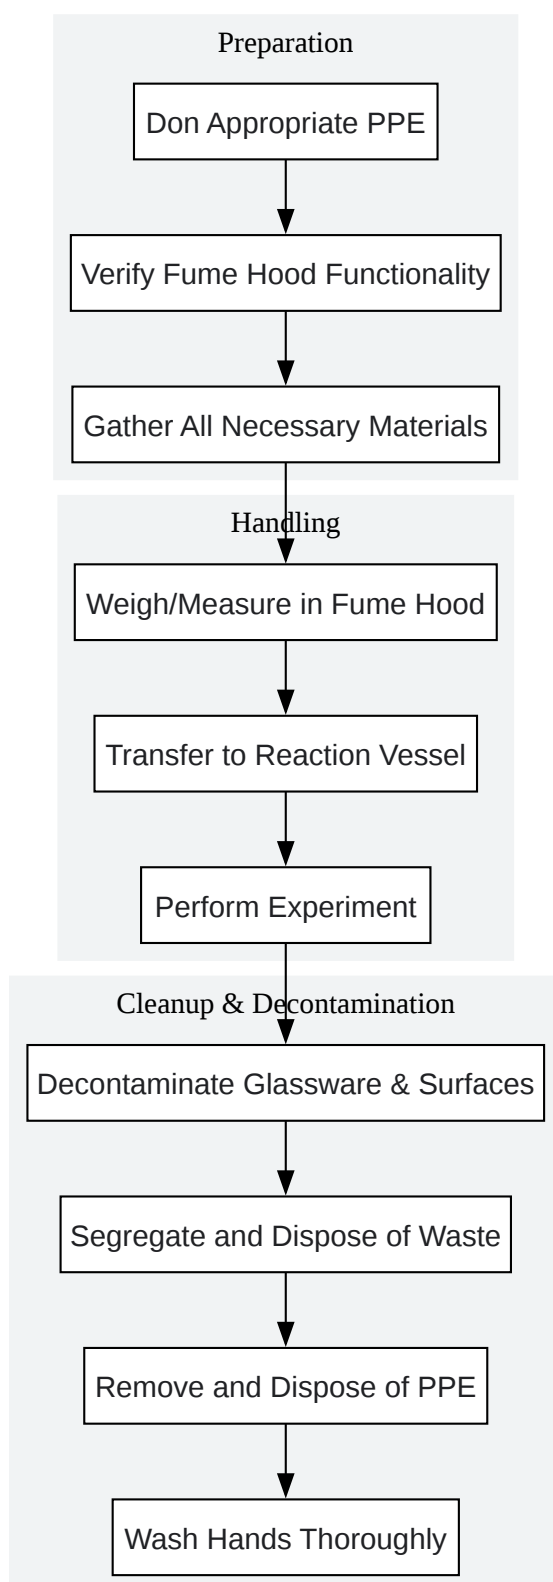 Preparation
Don Appropriate PPE
Verify Fume Hood Functionality
Gather All Necessary Materials
Handling
Weigh/Measure in Fume Hood
Transfer to Reaction Vessel
Perform Experiment
Cleanup & Decontamination
Decontaminate Glassware & Surfaces
Segregate and Dispose of Waste
Remove and Dispose of PPE
Wash Hands Thoroughly